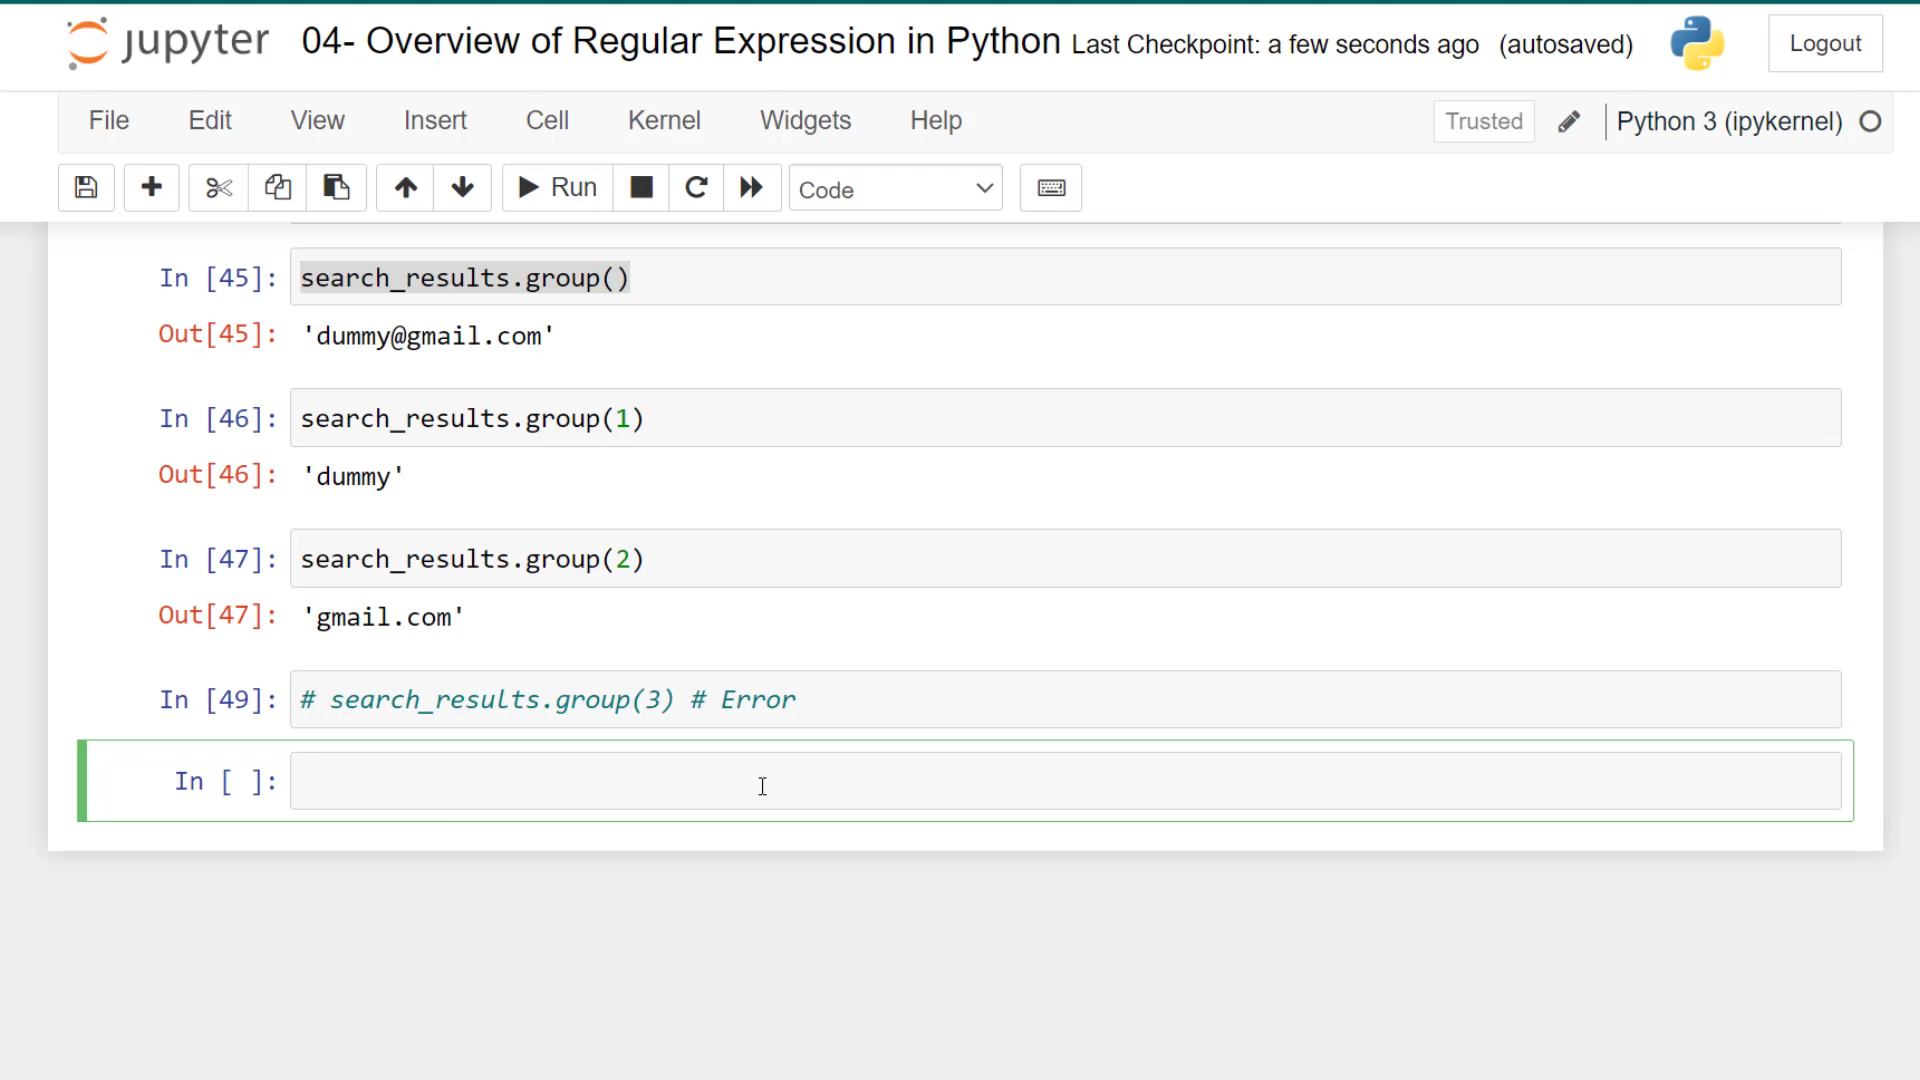 jupyter 04- Overview of Regular Expression in Python Last Checkpoint: a few seconds ago (autosaved) Logout
File Edit View Insert Cell Kernel Widgets Help Trusted Python 3 (ipykernel)
Run Code
In [45]: search_results.group()
Out[45]: 'dummy@gmail.com'
In [46]: search_results.group(1)
Out[46]: 'dummy'
In [47]: search_results.group(2)
Out[47]: 'gmail.com'
In [49]: # search_results.group(3) # Error
In [ ]: